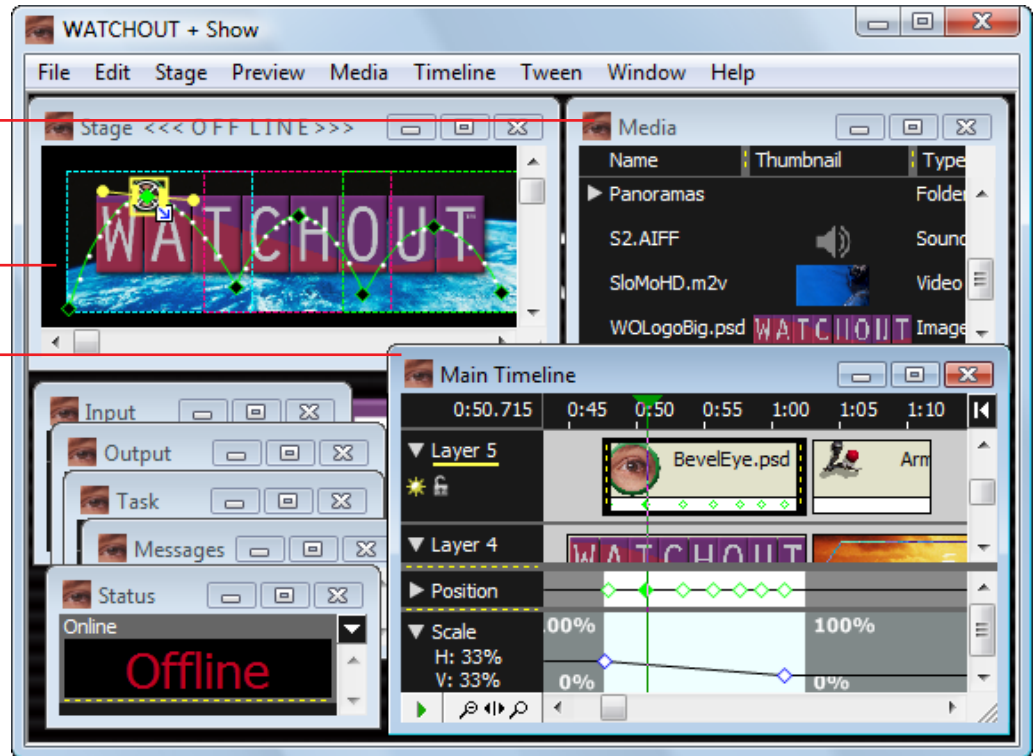 WATCHOUT + Show
File Edit Stage Preview Media Timeline Tween Window Help
Stage <<< OFF LINE>>>
WATCHOUT
Media
Name Thumbnail Type
Panoramas Folder
S2.AIFF Sound
SloMoHD.m2v Video
WOLogoBig.psd WATCHOUT Image
Main Timeline
0:50.715 0:45 0:50 0:55 1:00 1:05 1:10
Layer 5 BevelEye.psd Arm
Layer 4 WATCHOUT
Position
Scale .00% 100%
H: 33%
V: 33% 0% 0%
Input
Output
Task
Messages
Status
Online
Offline